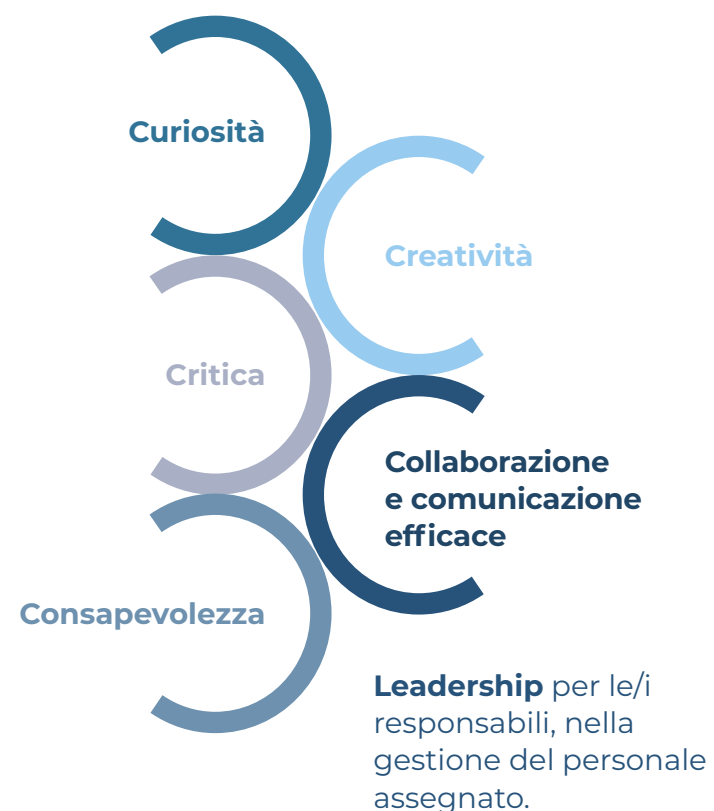 Curiosità
Creatività
Critica
Collaborazione
e comunicazione
efficace
Consapevolezza
Leadership per le/i
responsabili, nella
gestione del personale
assegnato.